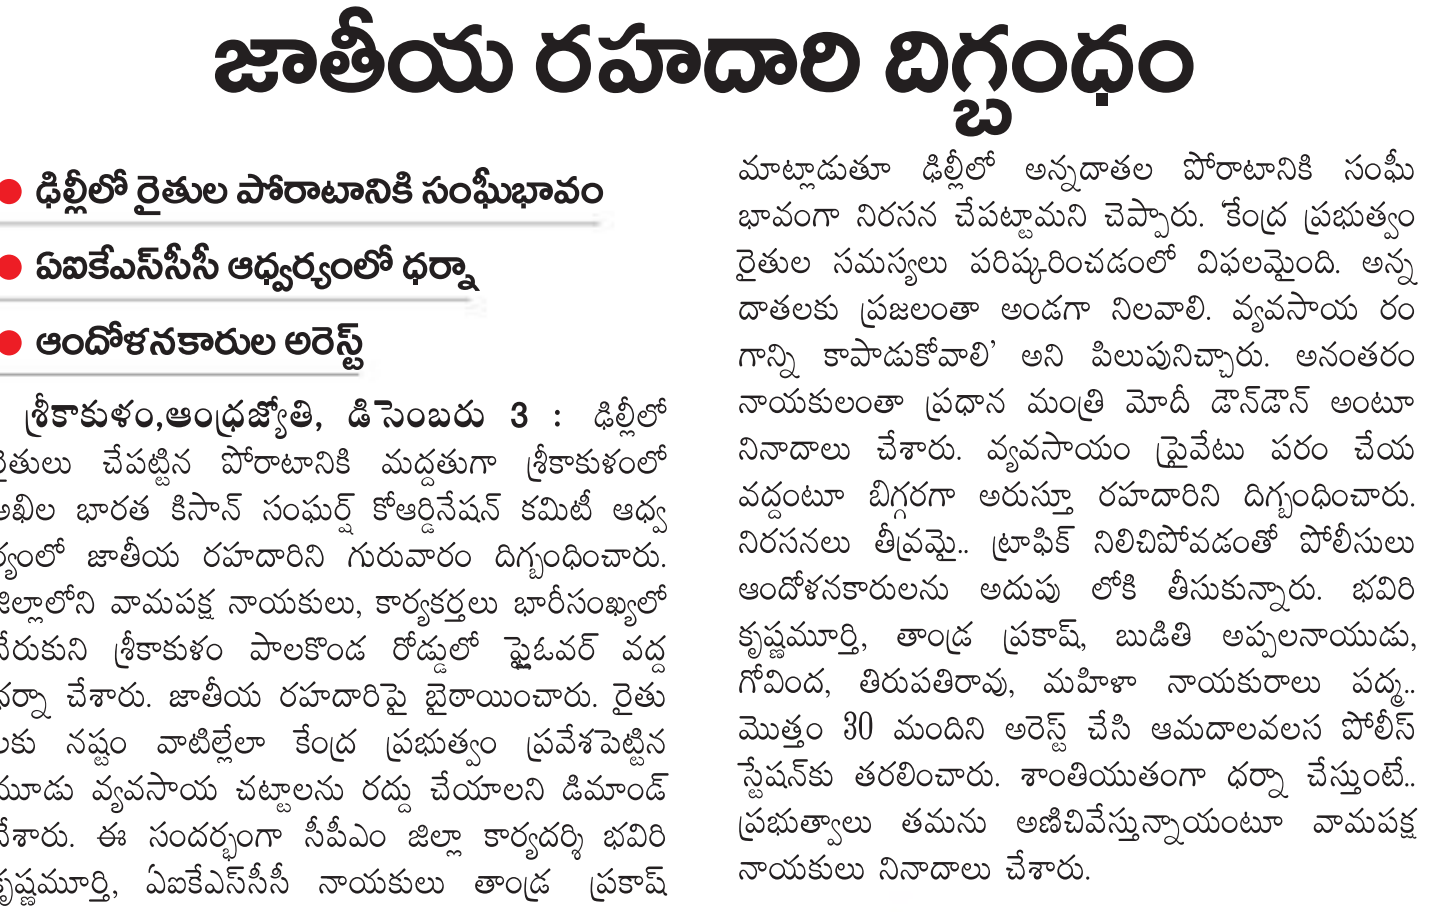 జాతీయ రహదారి దిగ్బంధం
ఢిల్లీలో రైతుల పోరాటానికి సంఘీభావం
ఏఐకేఎస్‌సీసీ ఆధ్వర్యంలో ధర్నా
ఆందోళనకారుల అరెస్ట్
శ్రీకాకుళం,ఆంధ్రజ్యోతి, డిసెంబరు 3 : ఢిల్లీలో
రైతులు చేపట్టిన పోరాటానికి మద్దతుగా శ్రీకాకుళంలో
అఖిల భారత కిసాన్ సంఘర్ష్ కోఆర్డినేషన్ కమిటీ ఆధ్వ
ర్యంలో జాతీయ రహదారిని గురువారం దిగ్బంధించారు.
జిల్లాలోని వామపక్ష నాయకులు, కార్యకర్తలు భారీసంఖ్యలో
చేరుకుని శ్రీకాకుళం పాలకొండ రోడ్డులో ఫ్లైఓవర్ వద్ద
ధర్నా చేశారు. జాతీయ రహదారిపై బైఠాయించారు. రైతు
లకు నష్టం వాటిల్లేలా కేంద్ర ప్రభుత్వం ప్రవేశపెట్టిన
మూడు వ్యవసాయ చట్టాలను రద్దు చేయాలని డిమాండ్
చేశారు. ఈ సందర్భంగా సీపీఎం జిల్లా కార్యదర్శి భవిరి
కృష్ణమూర్తి, ఏఐకేఎస్‌సీసీ నాయకులు తాండ్ర ప్రకాష్
మాట్లాడుతూ ఢిల్లీలో అన్నదాతల పోరాటానికి సంఘీ
భావంగా నిరసన చేపట్టామని చెప్పారు. ‘కేంద్ర ప్రభుత్వం
రైతుల సమస్యలు పరిష్కరించడంలో విఫలమైంది. అన్న
దాతలకు ప్రజలంతా అండగా నిలవాలి. వ్యవసాయ రం
గాన్ని కాపాడుకోవాలి’ అని పిలుపునిచ్చారు. అనంతరం
నాయకులంతా ప్రధాన మంత్రి మోదీ డౌన్‌డౌన్ అంటూ
నినాదాలు చేశారు. వ్యవసాయం ప్రైవేటు పరం చేయ
వద్దంటూ బిగ్గరగా అరుస్తూ రహదారిని దిగ్బంధించారు.
నిరసనలు తీవ్రమై.. ట్రాఫిక్ నిలిచిపోవడంతో పోలీసులు
ఆందోళనకారులను అదుపు లోకి తీసుకున్నారు. భవిరి
కృష్ణమూర్తి, తాండ్ర ప్రకాష్, బుడితి అప్పలనాయుడు,
గోవింద, తిరుపతిరావు, మహిళా నాయకురాలు పద్మ..
మొత్తం 30 మందిని అరెస్ట్ చేసి ఆమదాలవలస పోలీస్
స్టేషన్‌కు తరలించారు. శాంతియుతంగా ధర్నా చేస్తుంటే..
ప్రభుత్వాలు తమను అణిచివేస్తున్నాయంటూ వామపక్ష
నాయకులు నినాదాలు చేశారు.